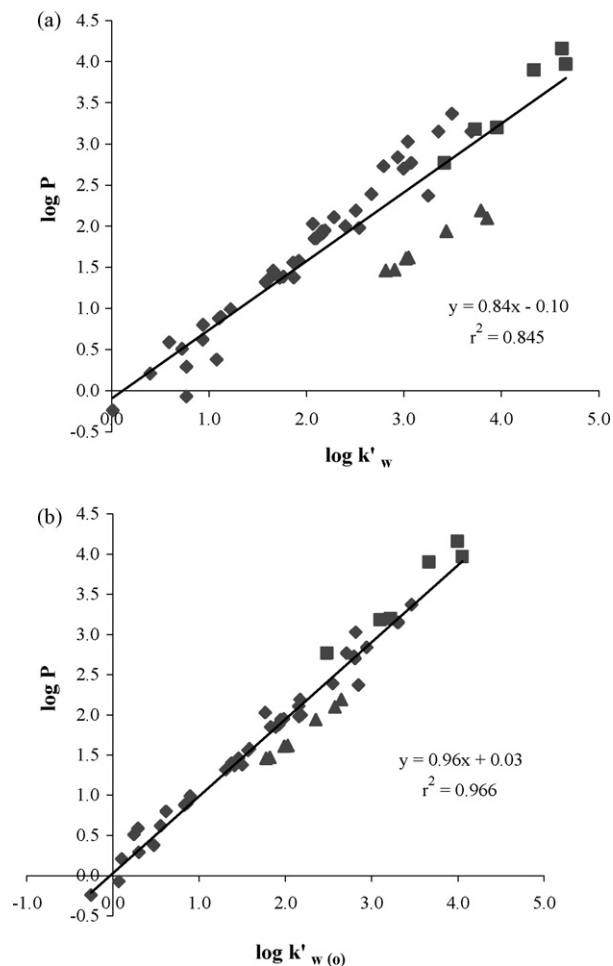 (a)
4.5
4.0
3.5
3.0
2.5
2.0
1.5
1.0
0.5
0.0
-0.5
log P
y = 0.84x - 0.10
r² = 0.845
0.0 1.0 2.0 3.0 4.0 5.0
log k' w
(b)
4.5
4.0
3.5
3.0
2.5
2.0
1.5
1.0
0.5
0.0
-0.5
log P
y = 0.96x + 0.03
r² = 0.966
-1.0 0.0 1.0 2.0 3.0 4.0 5.0
log k' w (o)